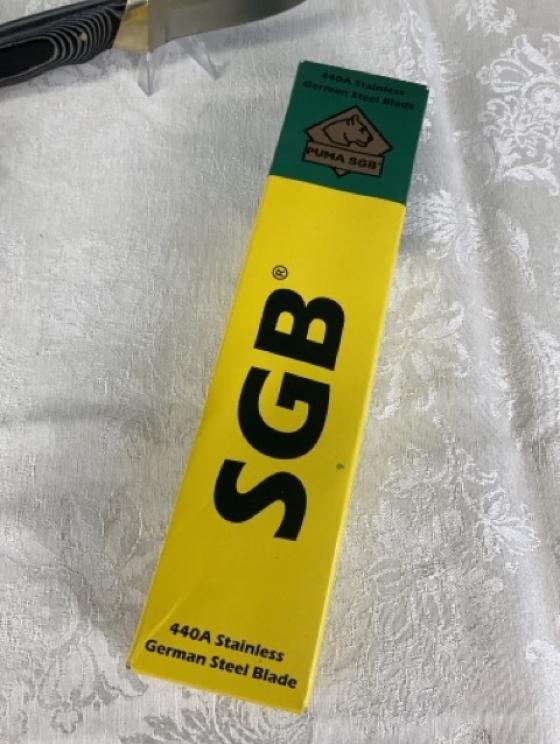 440A Stainless
German Steel Blade
PUMA SGB®
SGB®
440A Stainless
German Steel Blade